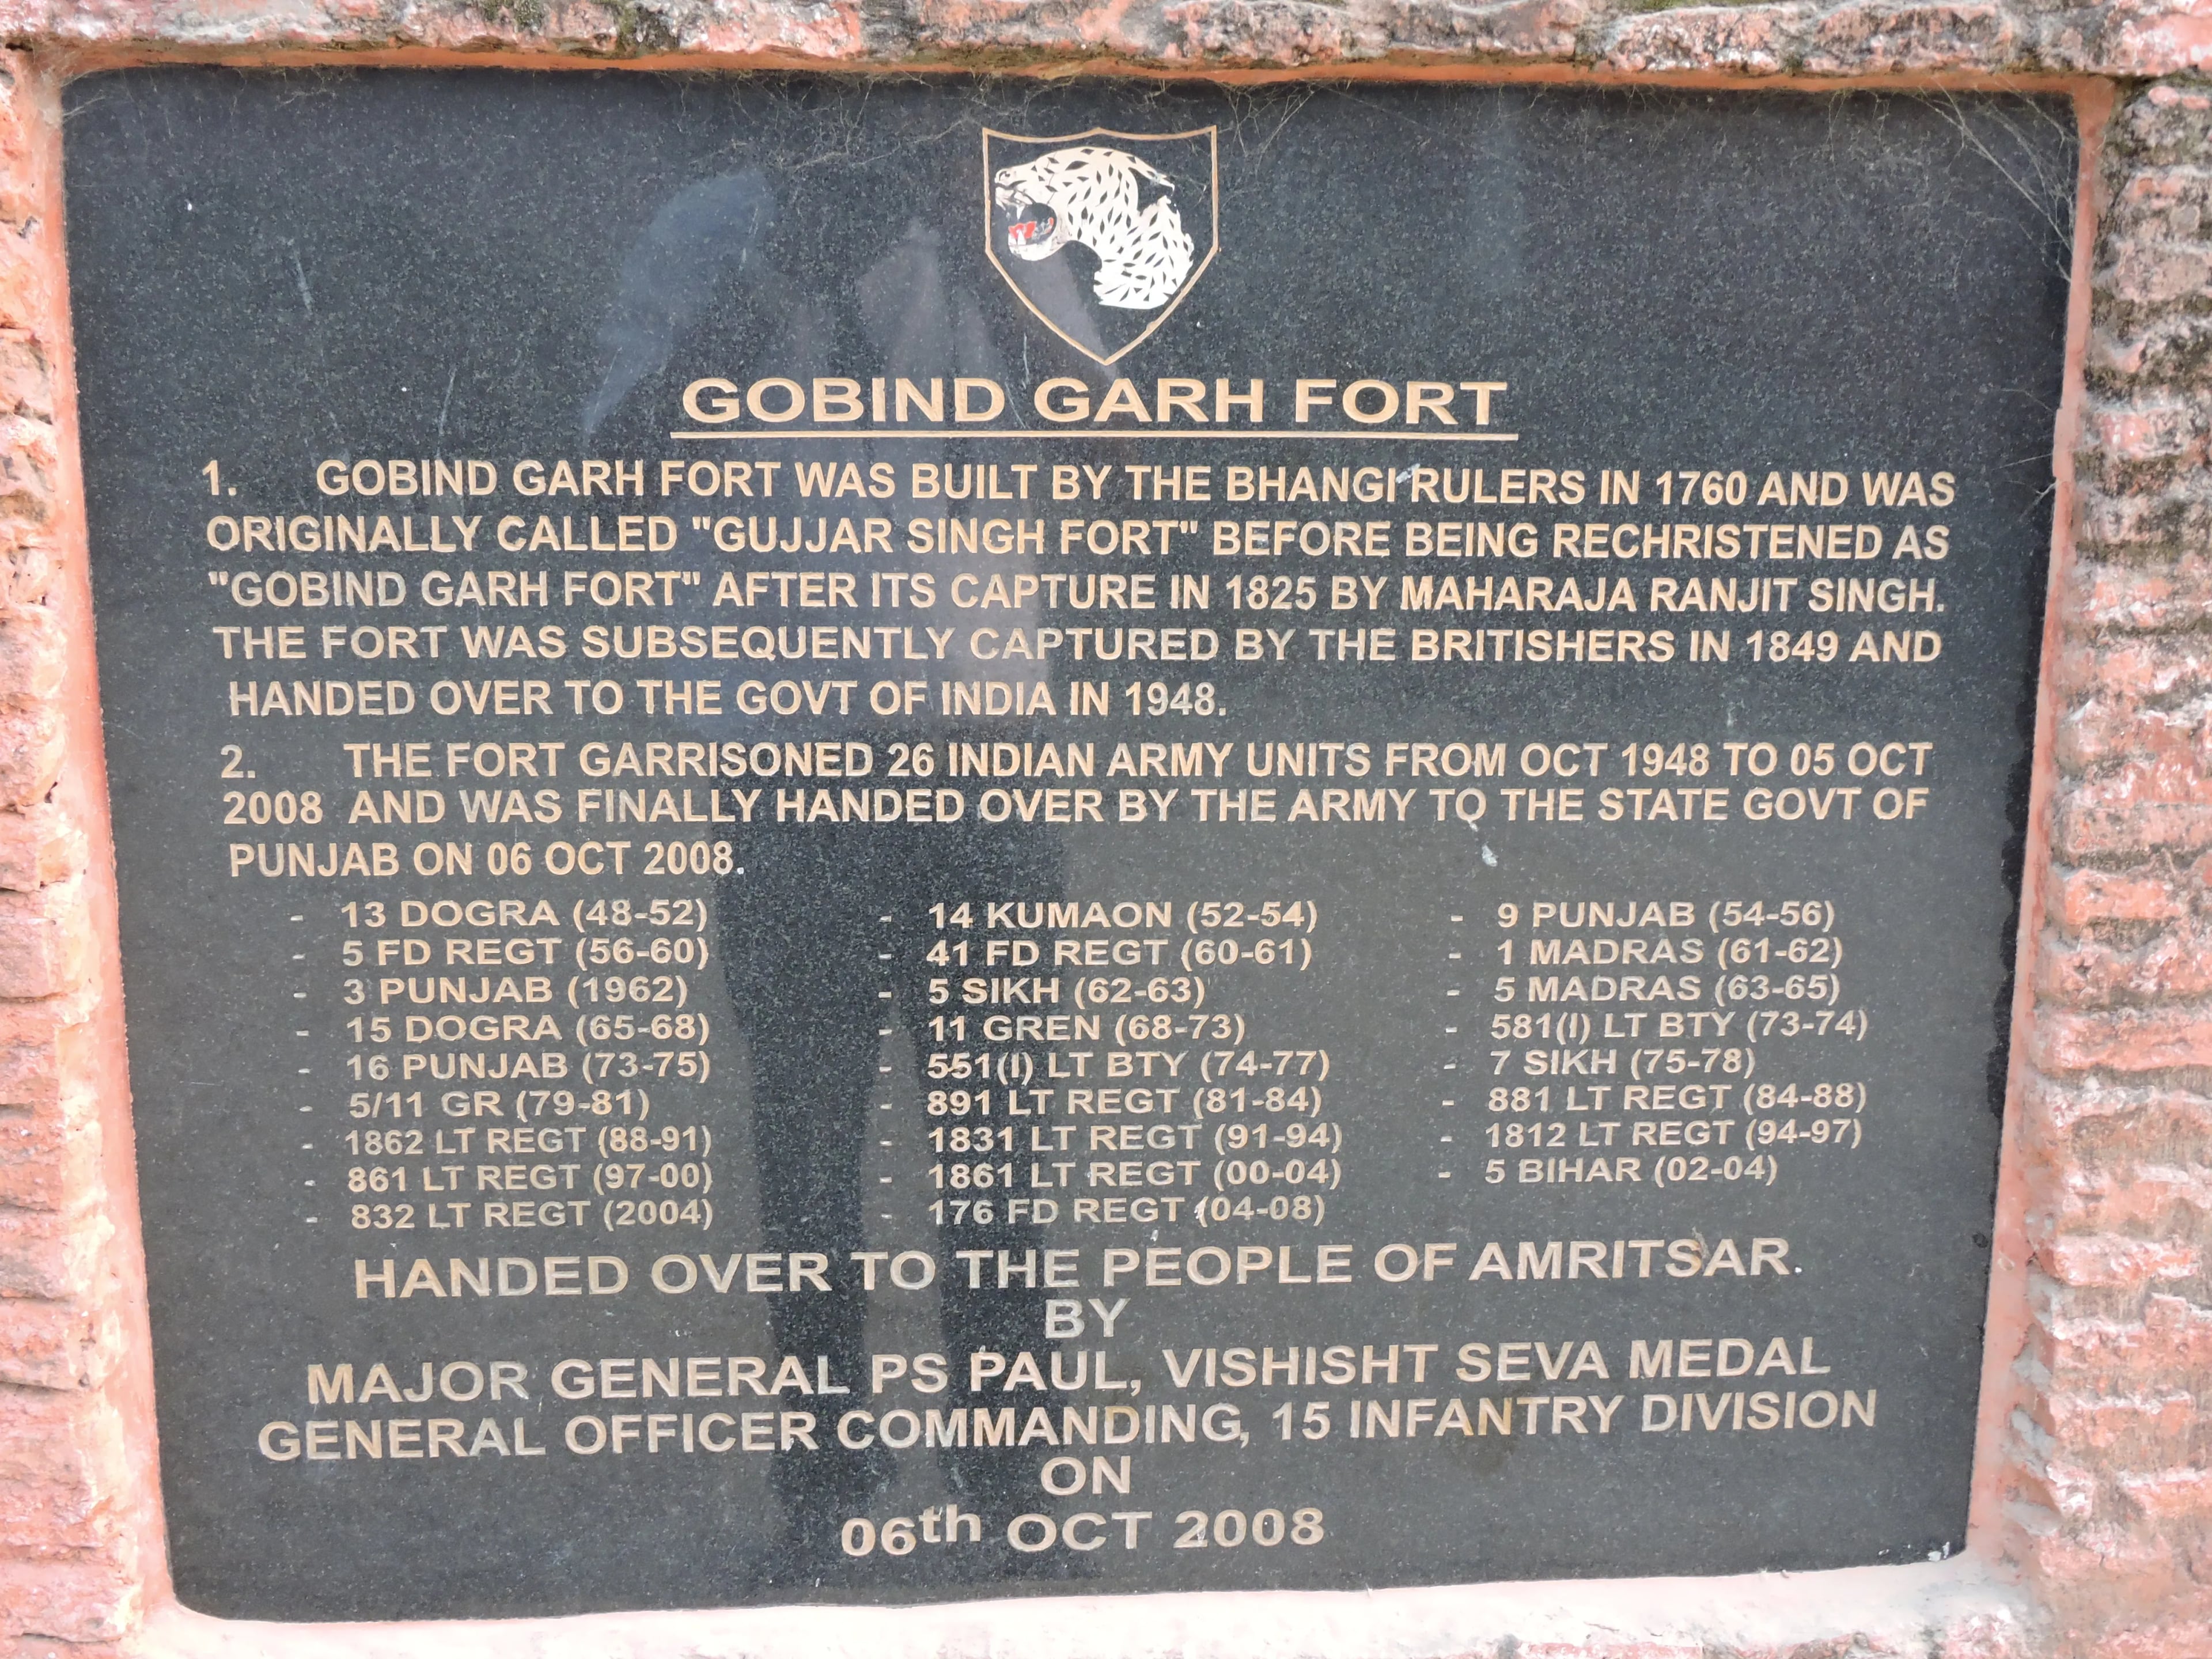 GOBIND GARH FORT
1. GOBIND GARH FORT WAS BUILT BY THE BHANGI RULERS IN 1760 AND WAS
ORIGINALLY CALLED "GUJJAR SINGH FORT" BEFORE BEING RECHRISTENED AS
"GOBIND GARH FORT" AFTER ITS CAPTURE IN 1825 BY MAHARAJA RANJIT SINGH.
THE FORT WAS SUBSEQUENTLY CAPTURED BY THE BRITISHERS IN 1849 AND
HANDED OVER TO THE GOVT OF INDIA IN 1948.
2. THE FORT GARRISONED 26 INDIAN ARMY UNITS FROM OCT 1948 TO 05 OCT
2008 AND WAS FINALLY HANDED OVER BY THE ARMY TO THE STATE GOVT OF
PUNJAB ON 06 OCT 2008.
- 13 DOGRA (48-52) - 14 KUMAON (52-54) - 9 PUNJAB (54-56)
- 5 FD REGT (56-60) - 41 FD REGT (60-61) - 1 MADRAS (61-62)
- 3 PUNJAB (1962) - 5 SIKH (62-63) - 5 MADRAS (63-65)
- 15 DOGRA (65-68) - 11 GREN (68-73) - 581(I) LT BTY (73-74)
- 16 PUNJAB (73-75) - 551(I) LT BTY (74-77) - 7 SIKH (75-78)
- 5/11 GR (79-81) - 891 LT REGT (81-84) - 881 LT REGT (84-88)
- 1862 LT REGT (88-91) - 1831 LT REGT (91-94) - 1812 LT REGT (94-97)
- 861 LT REGT (97-00) - 1861 LT REGT (00-04) - 5 BIHAR (02-04)
- 832 LT REGT (2004) - 176 FD REGT (04-08)
HANDED OVER TO THE PEOPLE OF AMRITSAR.
BY
MAJOR GENERAL PS PAUL, VISHISHT SEVA MEDAL
GENERAL OFFICER COMMANDING, 15 INFANTRY DIVISION
ON
06th OCT 2008